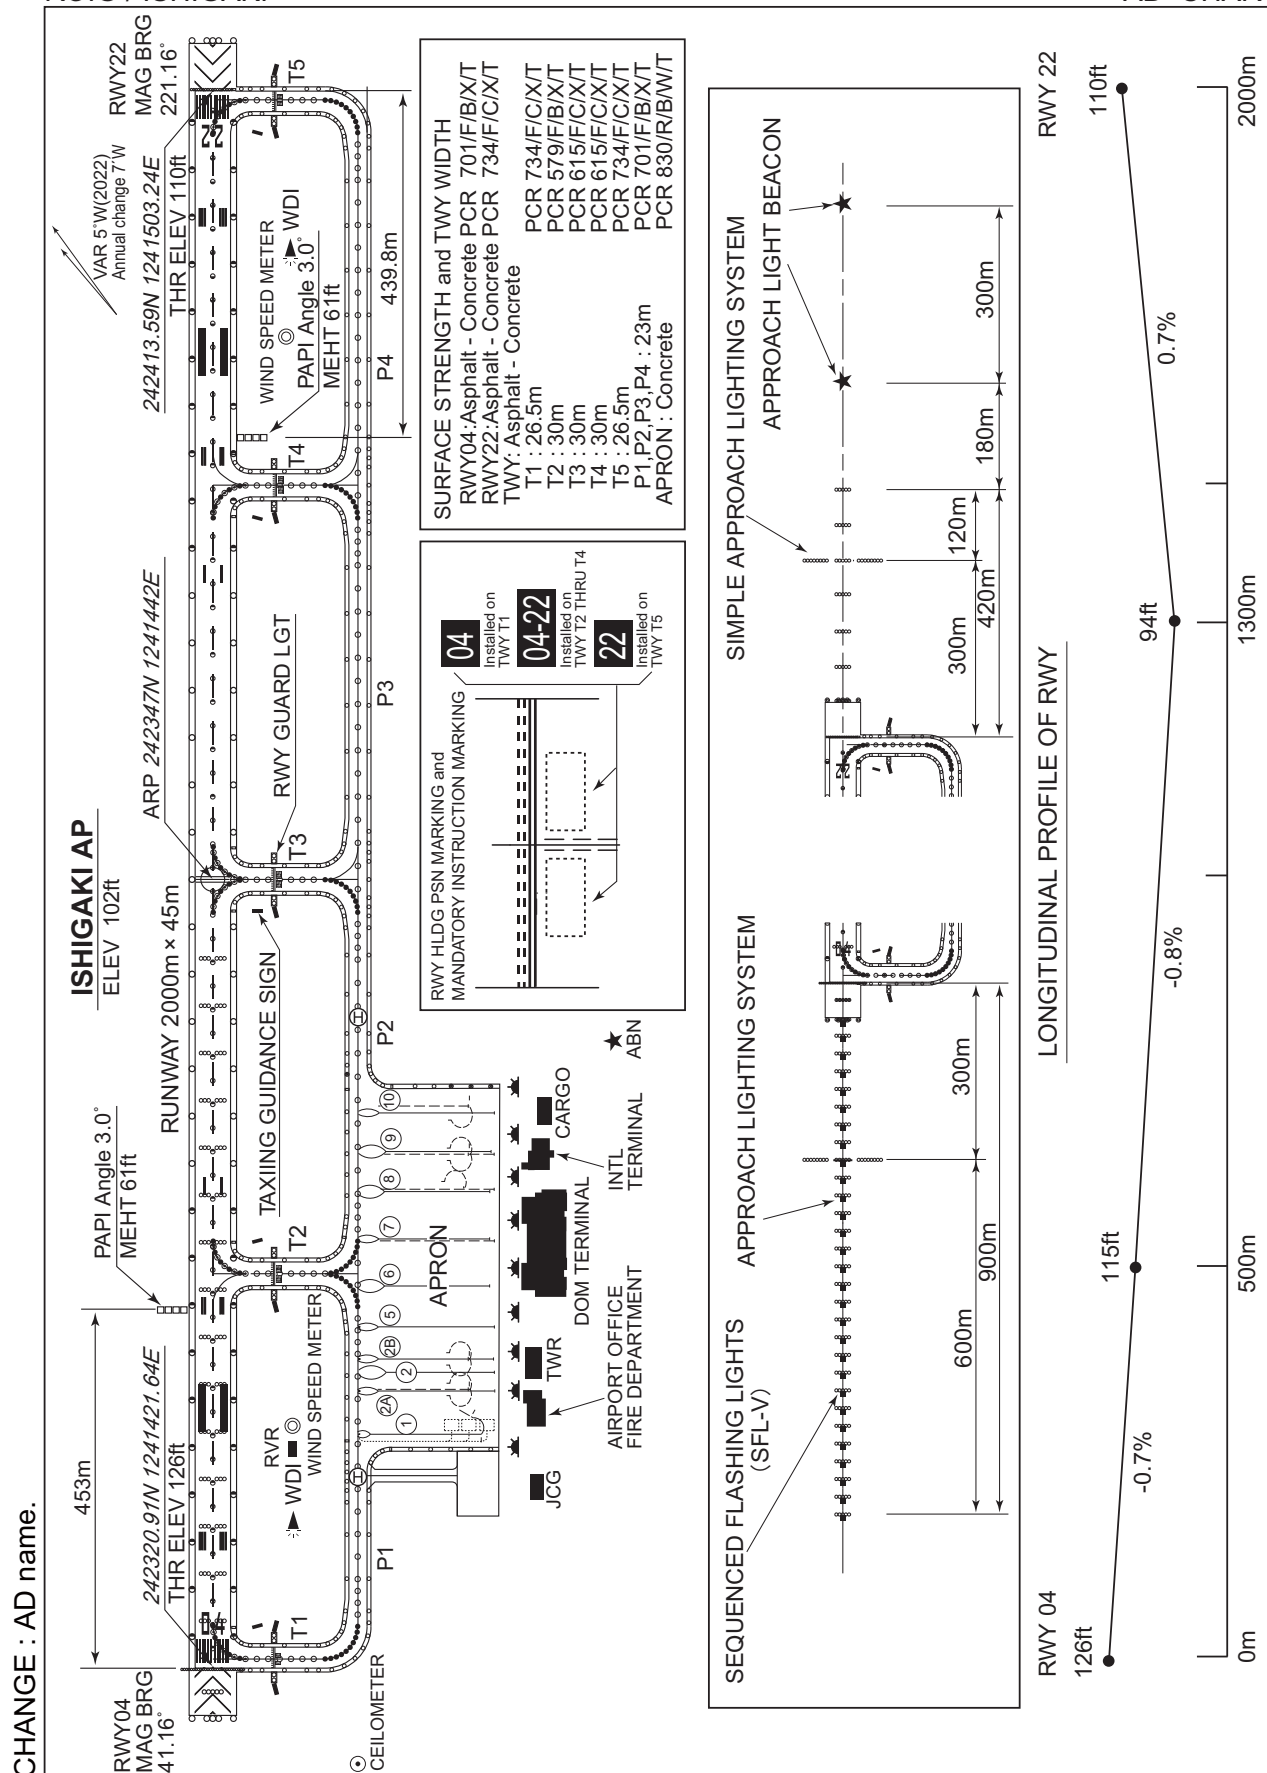 CHANGE : AD name.
ISHIGAKI AP
ELEV 102ft
RUNWAY 2000m × 45m
RWY04
MAG BRG
41.16°
RWY22
MAG BRG
221.16°
VAR 5°W(2022)
Annual change 7'W
242413.59N 1241503.24E
THR ELEV 110ft
242320.91N 1241421.64E
THR ELEV 126ft
ARP 242347N 1241442E
453m
PAPI Angle 3.0°
MEHT 61ft
TAXIING GUIDANCE SIGN
RWY GUARD LGT
WIND SPEED METER
WDI
PAPI Angle 3.0°
MEHT 61ft
439.8m
RVR
WDI
WIND SPEED METER
T1
T2
T3
T4
T5
P1
P2
P3
P4
04
22
H
H
CEILOMETER
1
2A
2
2B
5
6
7
8
9
10
APRON
JCG
TWR
AIRPORT OFFICE
FIRE DEPARTMENT
DOM TERMINAL
INTL
TERMINAL
CARGO
ABN
RWY HLDG PSN MARKING and
MANDATORY INSTRUCTION MARKING
04
Installed on
TWY T1
04-22
Installed on
TWY T2 THRU T4
22
Installed on
TWY T5
SURFACE STRENGTH and TWY WIDTH
RWY04:Asphalt - Concrete PCR 701/F/B/X/T
RWY22:Asphalt - Concrete PCR 734/F/C/X/T
TWY: Asphalt - Concrete
T1 : 26.5m PCR 734/F/C/X/T
T2 : 30m PCR 579/F/B/X/T
T3 : 30m PCR 615/F/C/X/T
T4 : 30m PCR 615/F/C/X/T
T5 : 26.5m PCR 734/F/C/X/T
P1,P2,P3,P4 : 23m PCR 701/F/B/X/T
APRON : Concrete PCR 830/R/B/W/T
SEQUENCED FLASHING LIGHTS
(SFL-V)
APPROACH LIGHTING SYSTEM
600m
300m
900m
SIMPLE APPROACH LIGHTING SYSTEM
APPROACH LIGHT BEACON
300m
120m
420m
180m
300m
LONGITUDINAL PROFILE OF RWY
RWY 04
126ft
-0.7%
115ft
-0.8%
94ft
0.7%
RWY 22
110ft
0m
500m
1300m
2000m